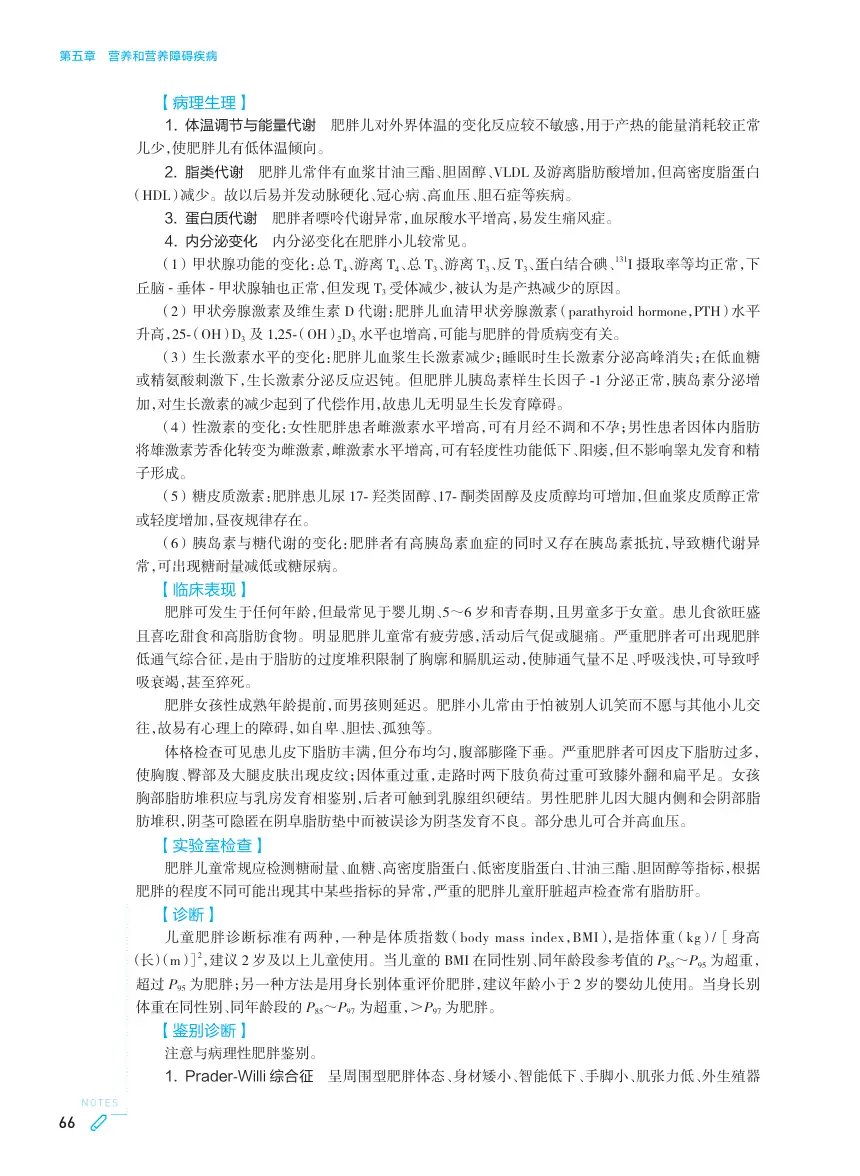 第五章　营养和营养障碍疾病
【病理生理】
1. 体温调节与能量代谢　肥胖儿对外界体温的变化反应较不敏感,用于产热的能量消耗较正常
儿少,使肥胖儿有低体温倾向。
2. 脂类代谢　肥胖儿常伴有血浆甘油三酯、胆固醇、VLDL 及游离脂肪酸增加,但高密度脂蛋白
(HDL)减少。故以后易并发动脉硬化、冠心病、高血压、胆石症等疾病。
3. 蛋白质代谢　肥胖者嘌呤代谢异常,血尿酸水平增高,易发生痛风症。
4. 内分泌变化　内分泌变化在肥胖小儿较常见。
(1)甲状腺功能的变化:总 T₄、游离 T₄、总 T₃、游离 T₃、反 T₃、蛋白结合碘、¹³¹I 摄取率等均正常,下
丘脑 - 垂体 - 甲状腺轴也正常,但发现 T₃ 受体减少,被认为是产热减少的原因。
(2)甲状旁腺激素及维生素 D 代谢:肥胖儿血清甲状旁腺激素(parathyroid hormone,PTH)水平
升高,25-(OH)D₃ 及 1,25-(OH)₂D₃ 水平也增高,可能与肥胖的骨质病变有关。
(3)生长激素水平的变化:肥胖儿血浆生长激素减少;睡眠时生长激素分泌高峰消失;在低血糖
或精氨酸刺激下,生长激素分泌反应迟钝。但肥胖儿胰岛素样生长因子 -1 分泌正常,胰岛素分泌增
加,对生长激素的减少起到了代偿作用,故患儿无明显生长发育障碍。
(4)性激素的变化:女性肥胖患者雌激素水平增高,可有月经不调和不孕;男性患者因体内脂肪
将雄激素芳香化转变为雌激素,雌激素水平增高,可有轻度性功能低下、阳痿,但不影响睾丸发育和精
子形成。
(5)糖皮质激素:肥胖患儿尿 17- 羟类固醇、17- 酮类固醇及皮质醇均可增加,但血浆皮质醇正常
或轻度增加,昼夜规律存在。
(6)胰岛素与糖代谢的变化:肥胖者有高胰岛素血症的同时又存在胰岛素抵抗,导致糖代谢异
常,可出现糖耐量减低或糖尿病。
【临床表现】
肥胖可发生于任何年龄,但最常见于婴儿期、5～6 岁和青春期,且男童多于女童。患儿食欲旺盛
且喜吃甜食和高脂肪食物。明显肥胖儿童常有疲劳感,活动后气促或腿痛。严重肥胖者可出现肥胖
低通气综合征,是由于脂肪的过度堆积限制了胸廓和膈肌运动,使肺通气量不足、呼吸浅快,可导致呼
吸衰竭,甚至猝死。
肥胖女孩性成熟年龄提前,而男孩则延迟。肥胖小儿常由于怕被别人讥笑而不愿与其他小儿交
往,故易有心理上的障碍,如自卑、胆怯、孤独等。
体格检查可见患儿皮下脂肪丰满,但分布均匀,腹部膨隆下垂。严重肥胖者可因皮下脂肪过多,
使胸腹、臀部及大腿皮肤出现皮纹;因体重过重,走路时两下肢负荷过重可致膝外翻和扁平足。女孩
胸部脂肪堆积应与乳房发育相鉴别,后者可触到乳腺组织硬结。男性肥胖儿因大腿内侧和会阴部脂
肪堆积,阴茎可隐匿在阴阜脂肪垫中而被误诊为阴茎发育不良。部分患儿可合并高血压。
【实验室检查】
肥胖儿童常规应检测糖耐量、血糖、高密度脂蛋白、低密度脂蛋白、甘油三酯、胆固醇等指标,根据
肥胖的程度不同可能出现其中某些指标的异常,严重的肥胖儿童肝脏超声检查常有脂肪肝。
【诊断】
儿童肥胖诊断标准有两种,一种是体质指数(body mass index,BMI),是指体重(kg)/［身高
(长)(m)］²,建议 2 岁及以上儿童使用。当儿童的 BMI 在同性别、同年龄段参考值的 P₈₅～P₉₅ 为超重,
超过 P₉₅ 为肥胖;另一种方法是用身长别体重评价肥胖,建议年龄小于 2 岁的婴幼儿使用。当身长别
体重在同性别、同年龄段的 P₈₅～P₉₇ 为超重,＞P₉₇ 为肥胖。
【鉴别诊断】
注意与病理性肥胖鉴别。
1. Prader-Willi 综合征　呈周围型肥胖体态、身材矮小、智能低下、手脚小、肌张力低、外生殖器
NOTES
66